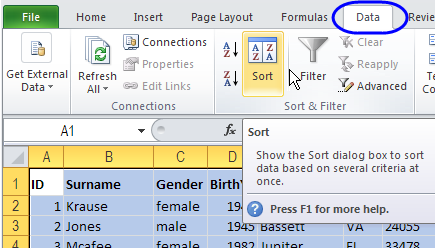 File Home Insert Page Layout Formulas Data
Get External Data
Refresh All
Connections
Properties
Edit Links
Connections
A Z
Z A
A Z Z A
Sort
Filter
Clear
Reapply
Advanced
Sort & Filter
A1 fx
A B C D
1 ID Surname Gender
2 1 Krause female
3 2 Jones male 1945 Bassett VA 24055
4 3 Mcafee female 1982 Jupiter FL 33478
Sort
Show the Sort dialog box to sort
data based on several criteria at
once.
Press F1 for more help.